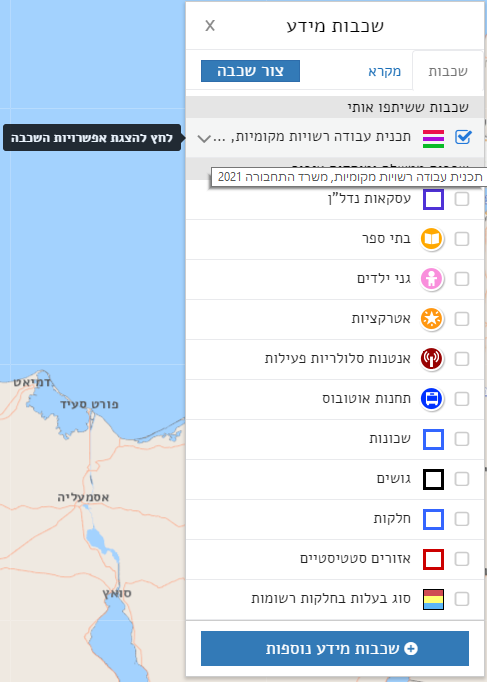 שכבות מידע
x
שכבות
מקרא
צור שכבה
שכבות ששיתפו אותי
תכנית עבודה רשויות מקומיות, ...
לחץ להצגת אפשרויות השכבה
תכנית עבודה רשויות מקומיות, משרד התחבורה 2021
עסקאות נדל"ן
בתי ספר
גני ילדים
אטרקציות
אנטנות סלולריות פעילות
תחנות אוטובוס
שכונות
גושים
חלקות
אזורים סטטיסטיים
סוג בעלות בחלקות רשומות
שכבות מידע נוספות
דמיאט
פורט סעיד
אסמעליה
סואץ